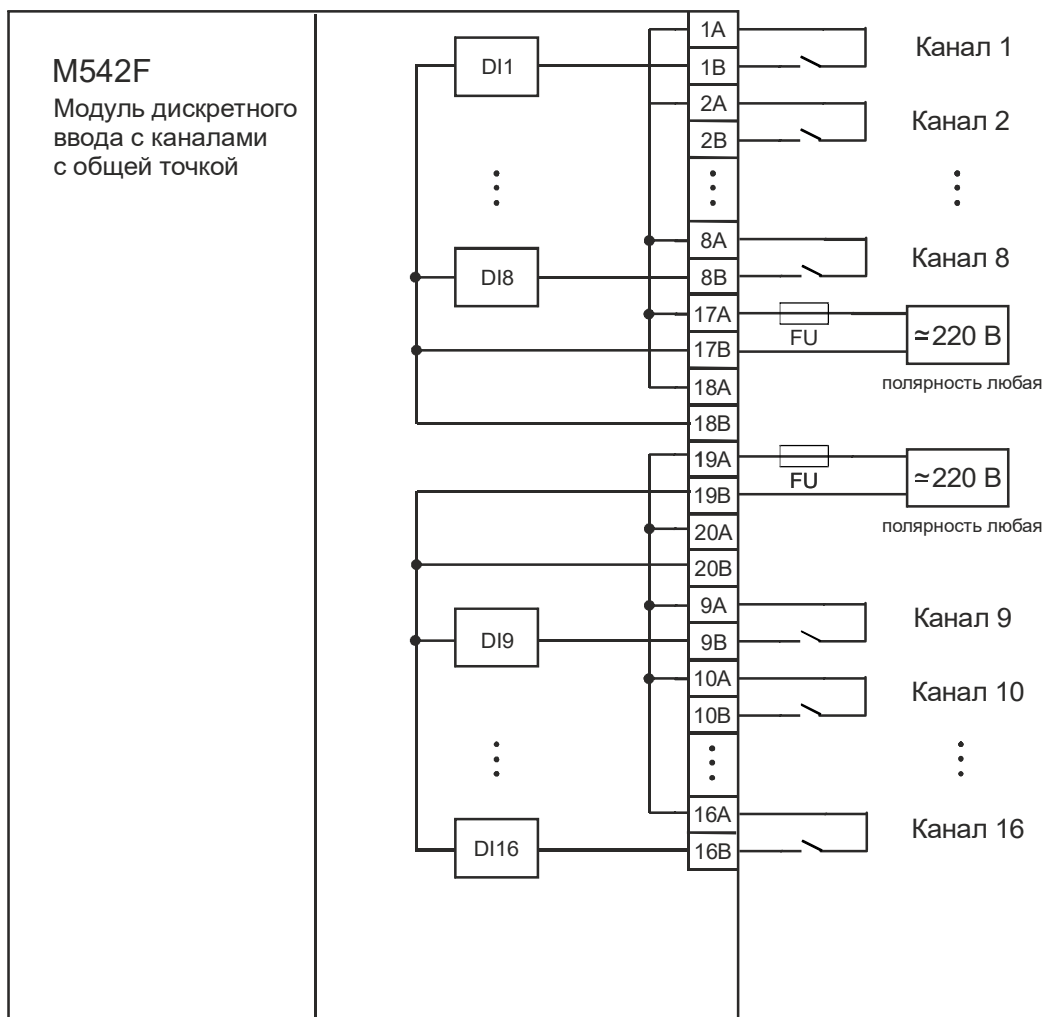 M542F
Модуль дискретного
ввода с каналами
с общей точкой
DI1
DI8
DI9
DI16
1A
1B
2A
2B
8A
8B
17A
17B
18A
18B
19A
19B
20A
20B
9A
9B
10A
10B
16A
16B
Канал 1
Канал 2
Канал 8
FU
≃220 В
полярность любая
FU
≃220 В
полярность любая
Канал 9
Канал 10
Канал 16